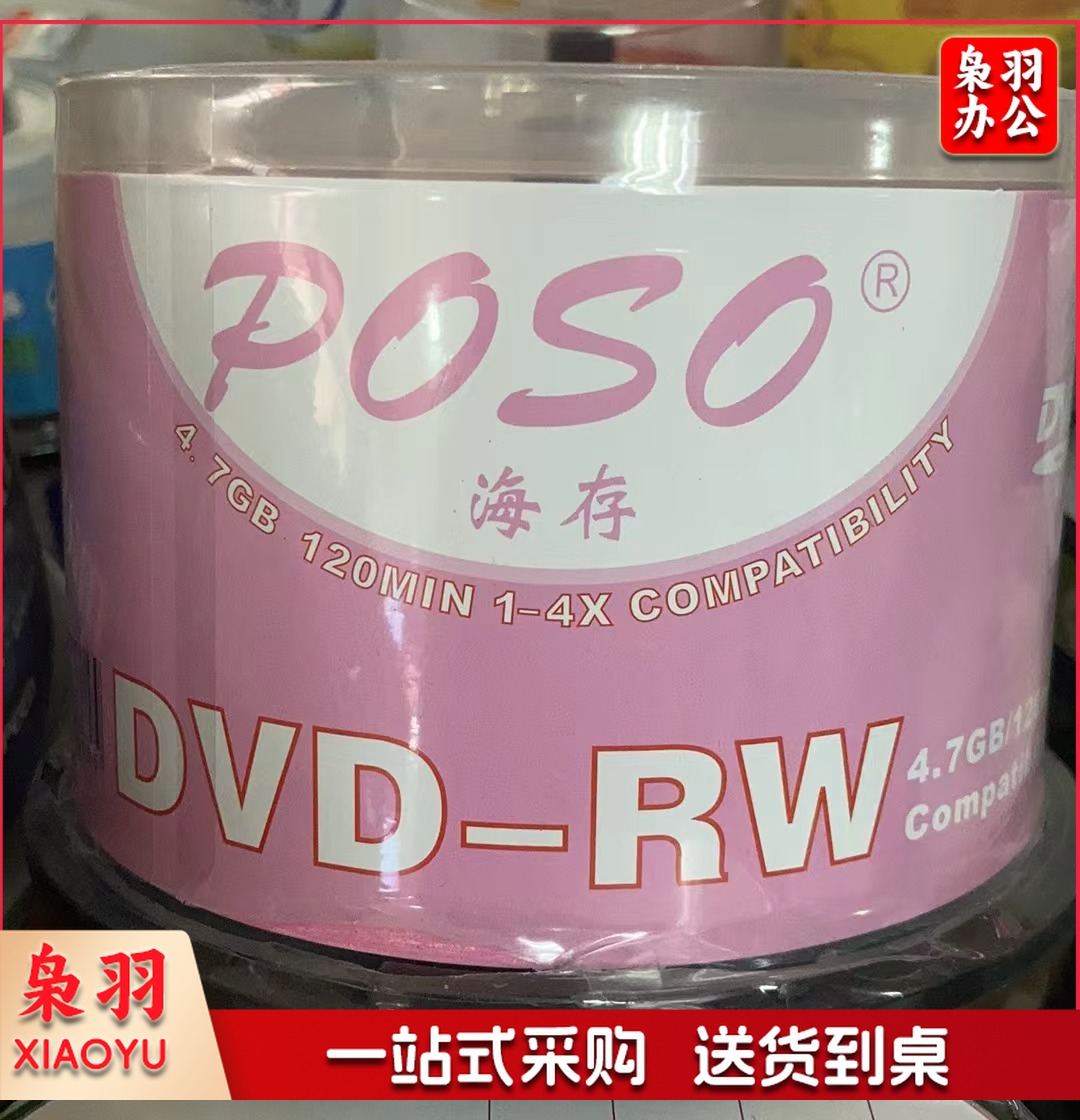 枭羽
办公
POSO®
海存
4.7GB 120MIN 1-4X COMPATIBILITY
DVD-RW
4.7GB/12
Compati
枭羽
XIAOYU
一站式采购 送货到桌